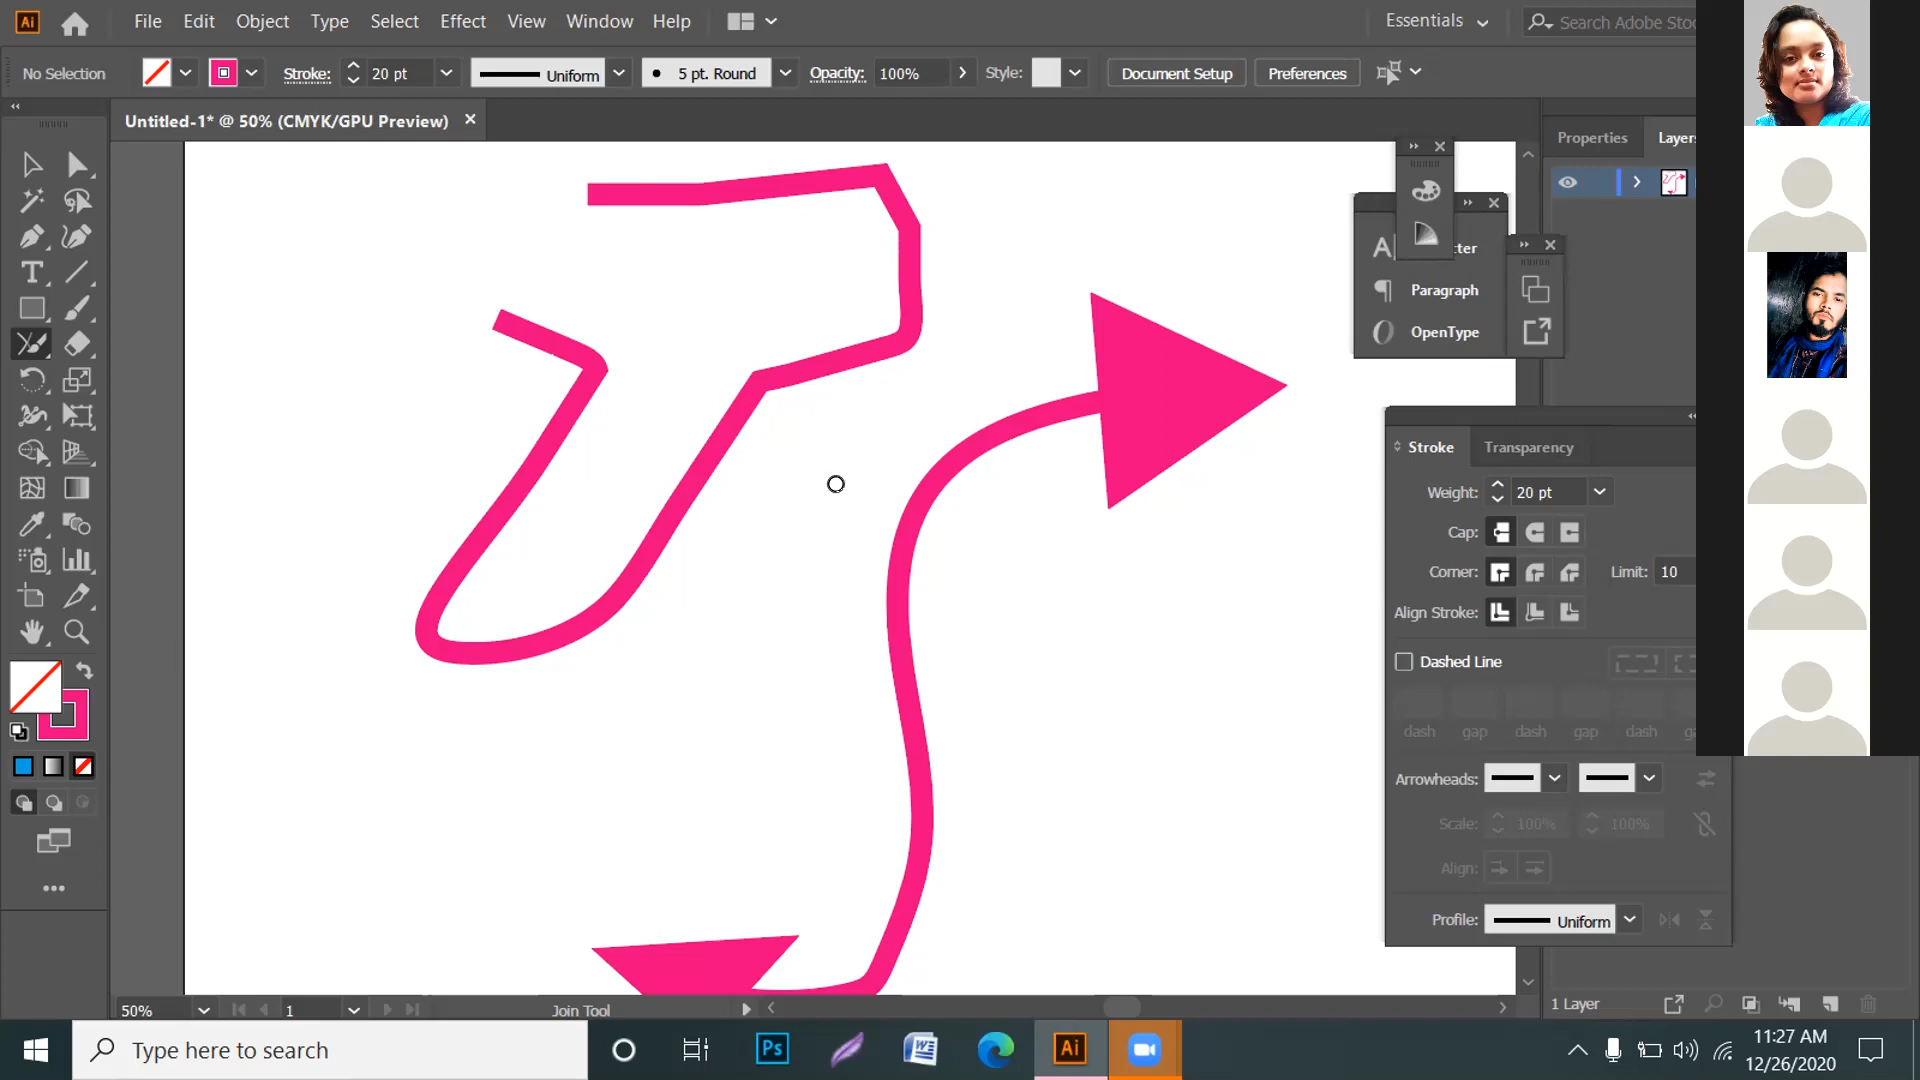 Ai File Edit Object Type Select Effect View Window Help Essentials Search Adobe Stoc
No Selection Stroke: 20 pt Uniform 5 pt. Round Opacity: 100% Style: Document Setup Preferences
Untitled-1* @ 50% (CMYK/GPU Preview)
Properties Layers
Paragraph
OpenType
Stroke Transparency
Weight: 20 pt
Cap:
Corner: Limit: 10
Align Stroke:
Dashed Line
dash gap dash gap dash
Arrowheads:
Scale: 100% 100%
Align:
Profile: Uniform
50% 1 Join Tool 1 Layer
Type here to search Ps Ai 11:27 AM
12/26/2020